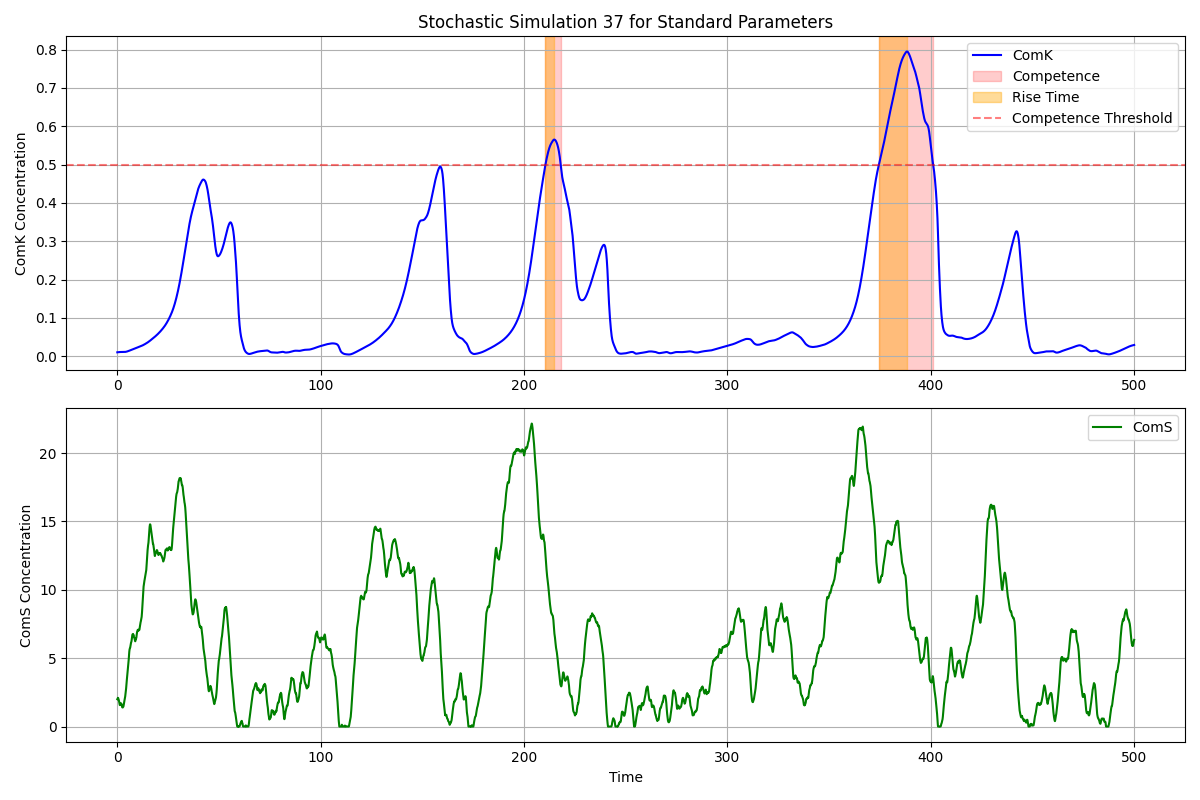 Stochastic Simulation 37 for Standard Parameters
ComK Concentration
0.8
0.7
0.6
0.5
0.4
0.3
0.2
0.1
0.0
0 100 200 300 400 500
ComK
Competence
Rise Time
Competence Threshold
ComS Concentration
20
15
10
5
0
0 100 200 300 400 500
ComS
Time